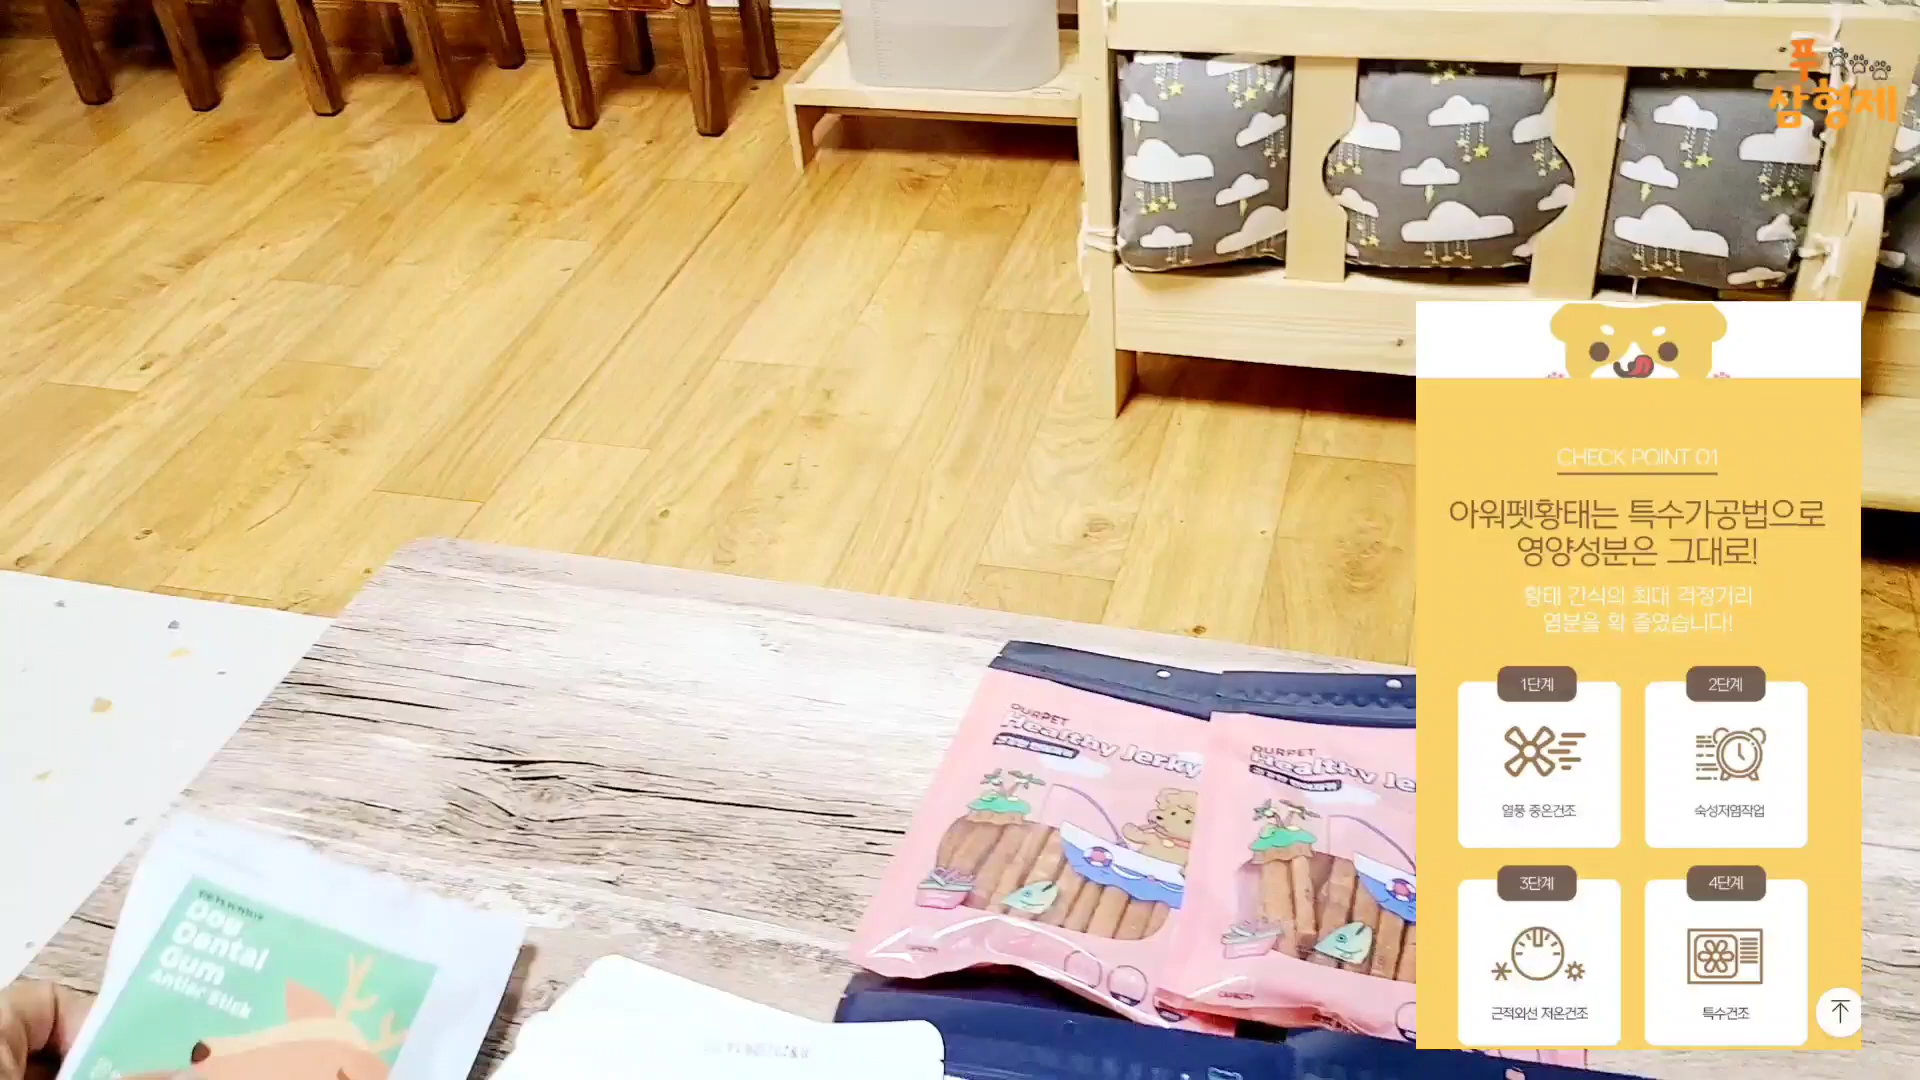 푸
삼형제
CHECK POINT 01
아워펫황태는 특수가공법으로
영양성분은 그대로!
황태 간식의 최대 걱정거리
염분을 확 줄였습니다!
1단계
열풍 중온건조
2단계
숙성저염작업
3단계
근적외선 저온건조
4단계
특수건조
OURPET
Healthy Jerky
OURPET
Healthy Je
Dog
Dental
Gum
Antler Stick